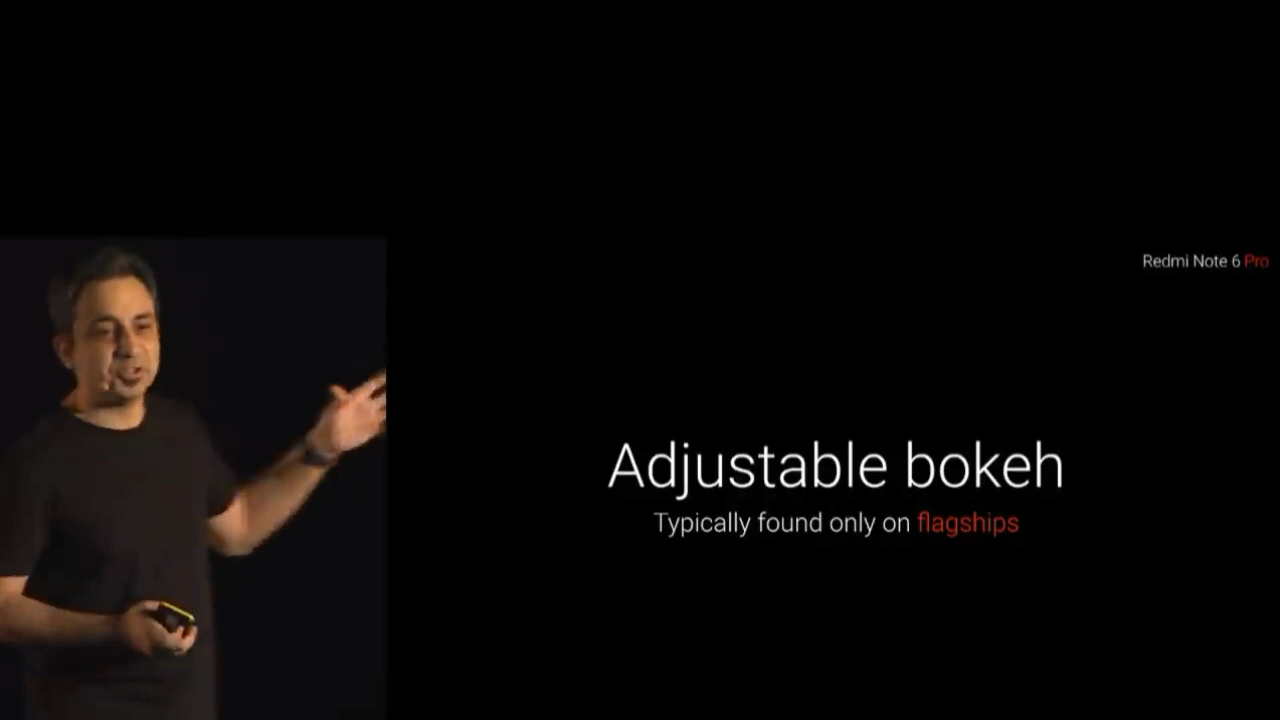 Redmi Note 6 Pro
Adjustable bokeh
Typically found only on flagships